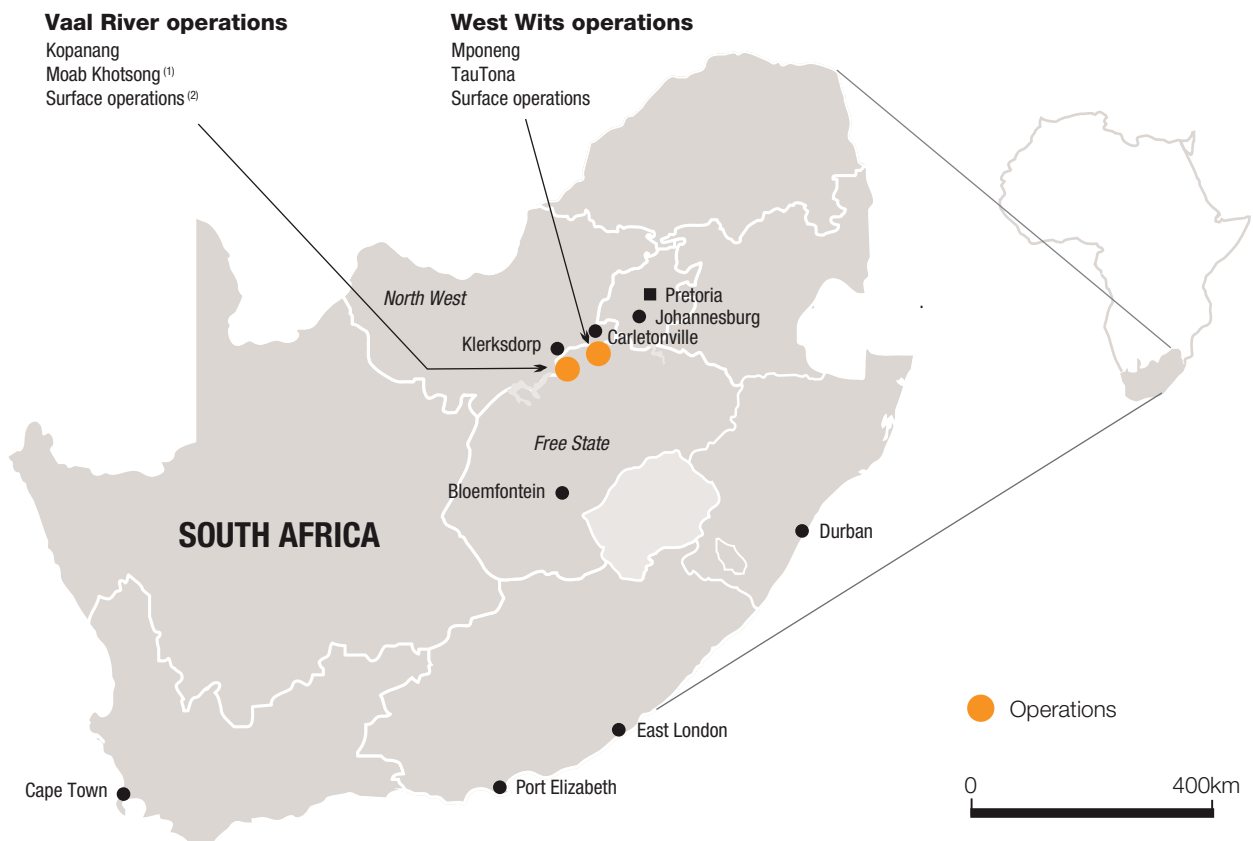 Vaal River operations
Kopanang
Moab Khotsong (1)
Surface operations (2)
West Wits operations
Mponeng
TauTona
Surface operations
North West
Pretoria
Johannesburg
Carletonville
Klerksdorp
Free State
Bloemfontein
SOUTH AFRICA
Durban
East London
Port Elizabeth
Cape Town
Operations
0 400km